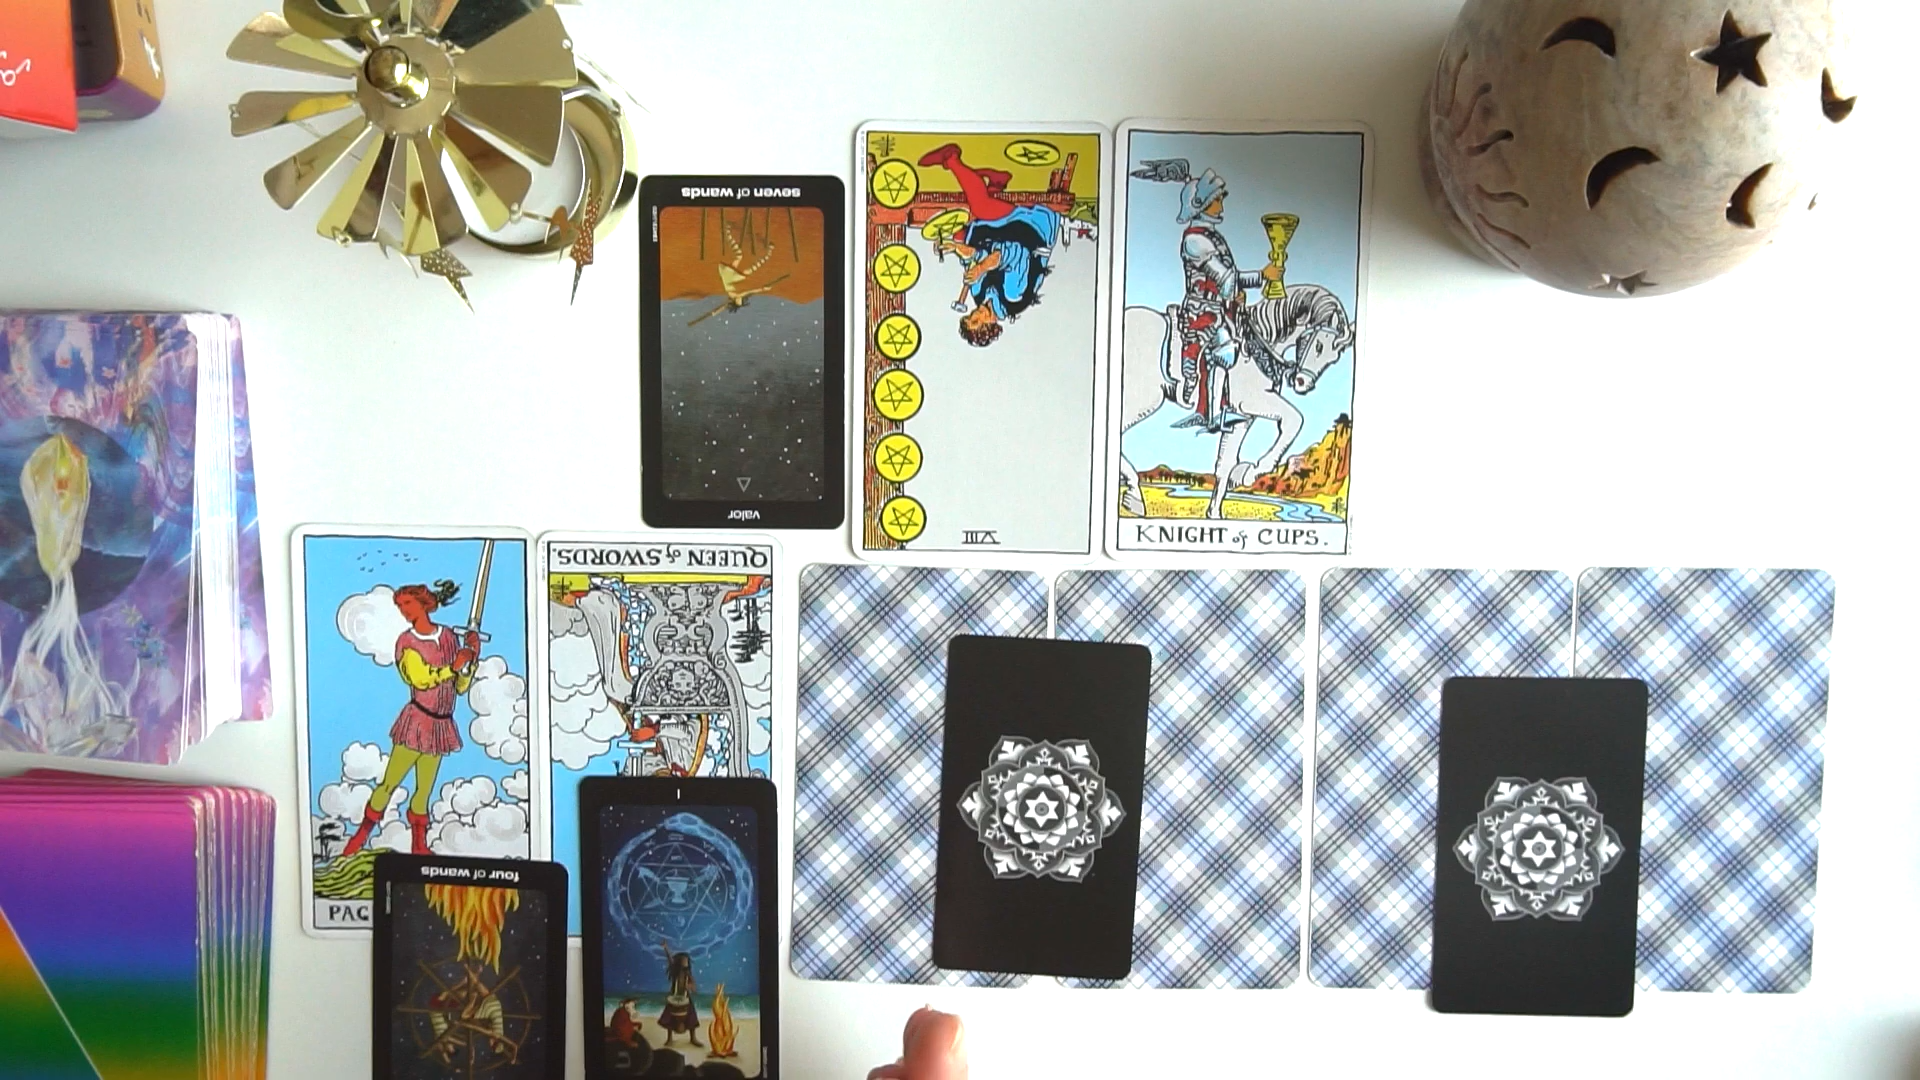 seven of wands
valor
VIII
KNIGHT of CUPS.
QUEEN of SWORDS.
PAG
four of wands
I